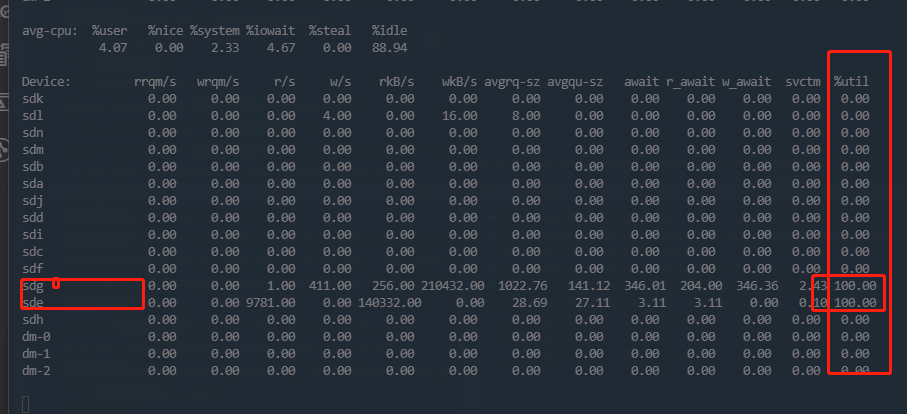 avg-cpu: %user %nice %system %iowait %steal %idle
4.07 0.00 2.33 4.67 0.00 88.94
Device: rrqm/s wrqm/s r/s w/s rkB/s wkB/s avgrq-sz avgqu-sz await r_await w_await svctm %util
sdk 0.00 0.00 0.00 0.00 0.00 0.00 0.00 0.00 0.00 0.00 0.00 0.00 0.00
sdl 0.00 0.00 0.00 4.00 0.00 16.00 8.00 0.00 0.00 0.00 0.00 0.00 0.00
sdn 0.00 0.00 0.00 0.00 0.00 0.00 0.00 0.00 0.00 0.00 0.00 0.00 0.00
sdm 0.00 0.00 0.00 0.00 0.00 0.00 0.00 0.00 0.00 0.00 0.00 0.00 0.00
sdb 0.00 0.00 0.00 0.00 0.00 0.00 0.00 0.00 0.00 0.00 0.00 0.00 0.00
sda 0.00 0.00 0.00 0.00 0.00 0.00 0.00 0.00 0.00 0.00 0.00 0.00 0.00
sdj 0.00 0.00 0.00 0.00 0.00 0.00 0.00 0.00 0.00 0.00 0.00 0.00 0.00
sdd 0.00 0.00 0.00 0.00 0.00 0.00 0.00 0.00 0.00 0.00 0.00 0.00 0.00
sdi 0.00 0.00 0.00 0.00 0.00 0.00 0.00 0.00 0.00 0.00 0.00 0.00 0.00
sdc 0.00 0.00 0.00 0.00 0.00 0.00 0.00 0.00 0.00 0.00 0.00 0.00 0.00
sdf 0.00 0.00 0.00 0.00 0.00 0.00 0.00 0.00 0.00 0.00 0.00 0.00 0.00
sdg 0.00 0.00 1.00 411.00 256.00 210432.00 1022.76 141.12 346.01 204.00 346.36 2.43 100.00
sde 0.00 0.00 9781.00 0.00 140332.00 0.00 28.69 27.11 3.11 3.11 0.00 0.10 100.00
sdh 0.00 0.00 0.00 0.00 0.00 0.00 0.00 0.00 0.00 0.00 0.00 0.00 0.00
dm-0 0.00 0.00 0.00 0.00 0.00 0.00 0.00 0.00 0.00 0.00 0.00 0.00 0.00
dm-1 0.00 0.00 0.00 0.00 0.00 0.00 0.00 0.00 0.00 0.00 0.00 0.00 0.00
dm-2 0.00 0.00 0.00 0.00 0.00 0.00 0.00 0.00 0.00 0.00 0.00 0.00 0.00